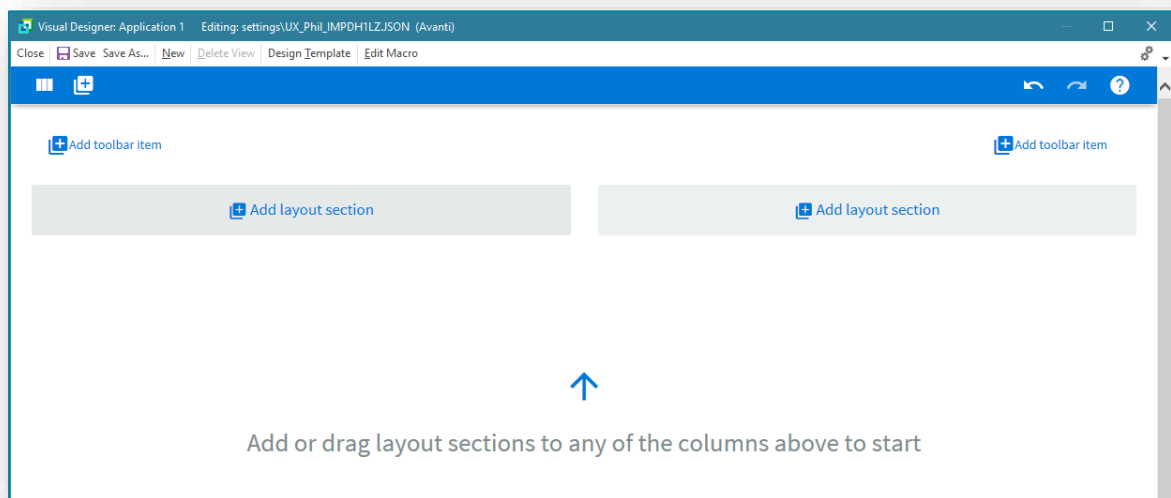 Visual Designer: Application 1 Editing: settings\UX_Phil_IMPDH1LZ.JSON (Avanti)
Close Save Save As... New Delete View Design Template Edit Macro
Add toolbar item Add toolbar item
Add layout section Add layout section
Add or drag layout sections to any of the columns above to start